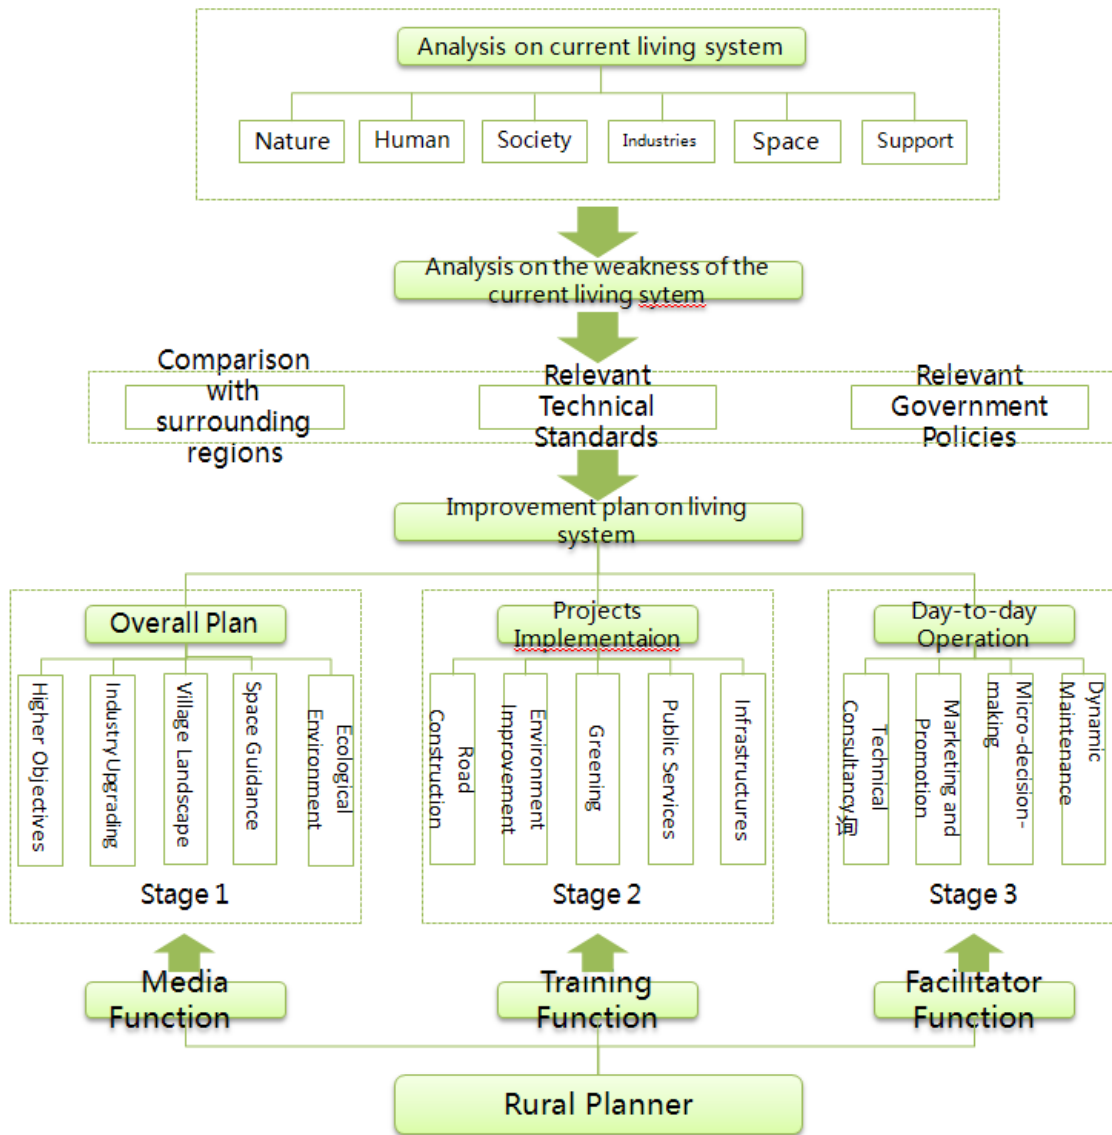 Analysis on current living system
Nature
Human
Society
Industries
Space
Support
Analysis on the weakness of the
current living sytem
Comparison
with
surrounding
regions
Relevant
Technical
Standards
Relevant
Government
Policies
Improvement plan on living
system
Overall Plan
Higher Objectives
Industry Upgrading
Village Landscape
Space Guidance
Ecological
Environment
Stage 1
Projects
Implementaion
Road
Construction
Environment
Improvement
Greening
Public Services
Infrastructures
Stage 2
Day-to-day
Operation
Technical
Consultancy询
Marketing and
Promotion
Micro-decision-
making
Dynamic
Maintenance
Stage 3
Media
Function
Training
Function
Facilitator
Function
Rural Planner